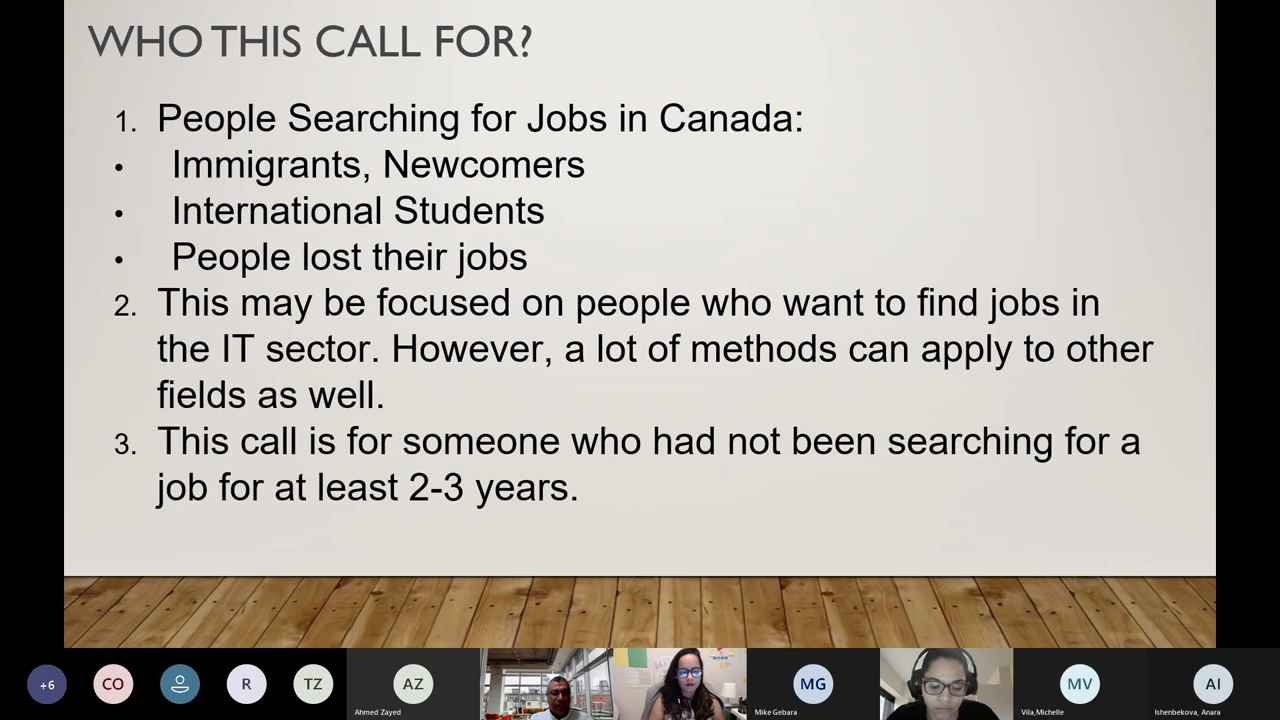 WHO THIS CALL FOR?
1. People Searching for Jobs in Canada:
• Immigrants, Newcomers
• International Students
• People lost their jobs
2. This may be focused on people who want to find jobs in
the IT sector. However, a lot of methods can apply to other
fields as well.
3. This call is for someone who had not been searching for a
job for at least 2-3 years.
+6
CO
R
TZ
AZ
MG
MV
AI
Ahmed Zayed
Mike Gebara
Vila,Michelle
Ishenbekova, Anara